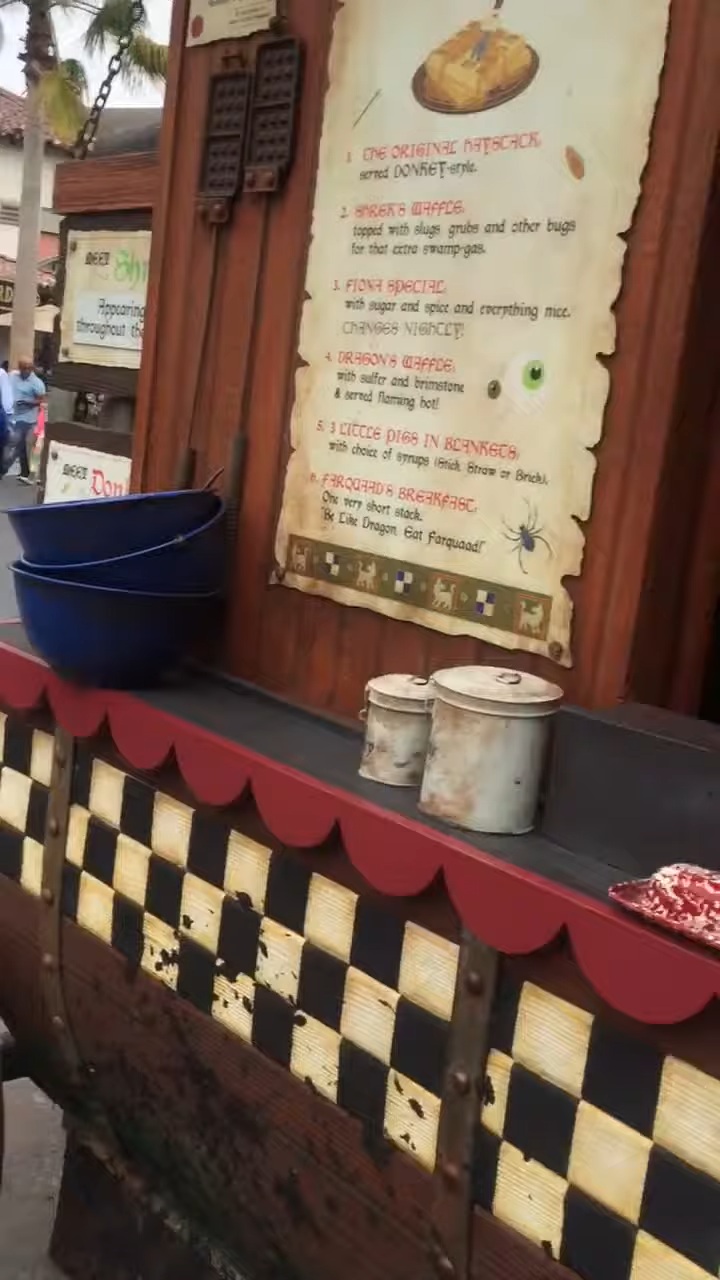 1. THE ORIGINAL HAYSTACK,
served DONKEY-style.
2. SHREK'S WAFFLE,
topped with slugs grubs and other bugs
for that extra swamp-gas.
3. FIONA SPECIAL,
with sugar and spice and everything nice.
CHANGES NIGHTLY!
4. DRAGON'S WAFFLE,
with sulfer and brimstone
& served flaming hot!
5. 3 LITTLE PIGS IN BLANKETS,
with choice of syrups (Stick, Straw or Brick).
6. FARQUAAD'S BREAKFAST,
One very short stack.
"Be Like Dragon. Eat Farquaad!"
MEET Shr
Appearing
throughout the
MEET Don